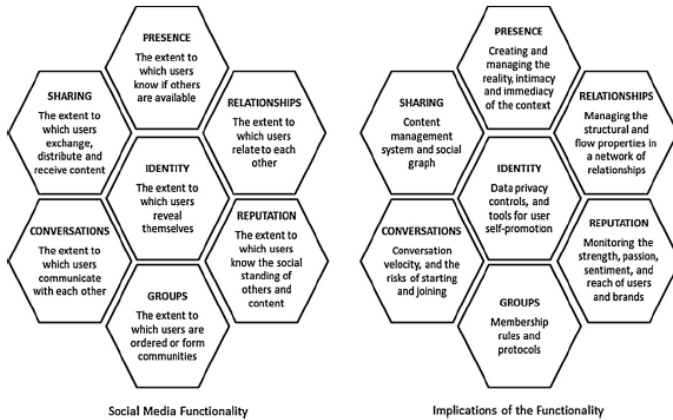 PRESENCE
The extent to
which users
know if others
are available
SHARING
The extent to
which users
exchange,
distribute and
receive content
RELATIONSHIPS
The extent to
which users
relate to each
other
IDENTITY
The extent to
which users
reveal
themselves
CONVERSATIONS
The extent to
which users
communicate
with each other
REPUTATION
The extent to
which users
know the social
standing of
others and
content
GROUPS
The extent to
which users are
ordered or form
communities
Social Media Functionality
PRESENCE
Creating and
managing the
reality, intimacy
and immediacy
of the context
SHARING
Content
management
system and social
graph
RELATIONSHIPS
Managing the
structural and
flow properties in
a network of
relationships
IDENTITY
Data privacy
controls, and
tools for user
self-promotion
CONVERSATIONS
Conversation
velocity, and the
risks of starting
and joining
REPUTATION
Monitoring the
strength, passion,
sentiment, and
reach of users
and brands
GROUPS
Membership
rules and
protocols
Implications of the Functionality